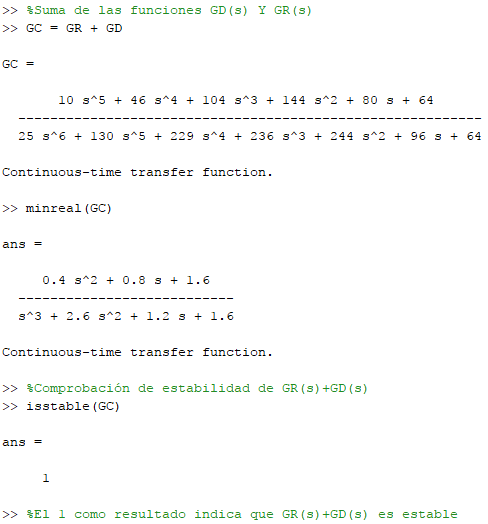 >> %Suma de las funciones GD(s) Y GR(s)
>> GC = GR + GD
GC =
10 s^5 + 46 s^4 + 104 s^3 + 144 s^2 + 80 s + 64
-----------------------------------------------------------
25 s^6 + 130 s^5 + 229 s^4 + 236 s^3 + 244 s^2 + 96 s + 64
Continuous-time transfer function.
>> minreal(GC)
ans =
0.4 s^2 + 0.8 s + 1.6
---------------------------
s^3 + 2.6 s^2 + 1.2 s + 1.6
Continuous-time transfer function.
>> %Comprobación de estabilidad de GR(s)+GD(s)
>> isstable(GC)
ans =
1
>> %El 1 como resultado indica que GR(s)+GD(s) es estable